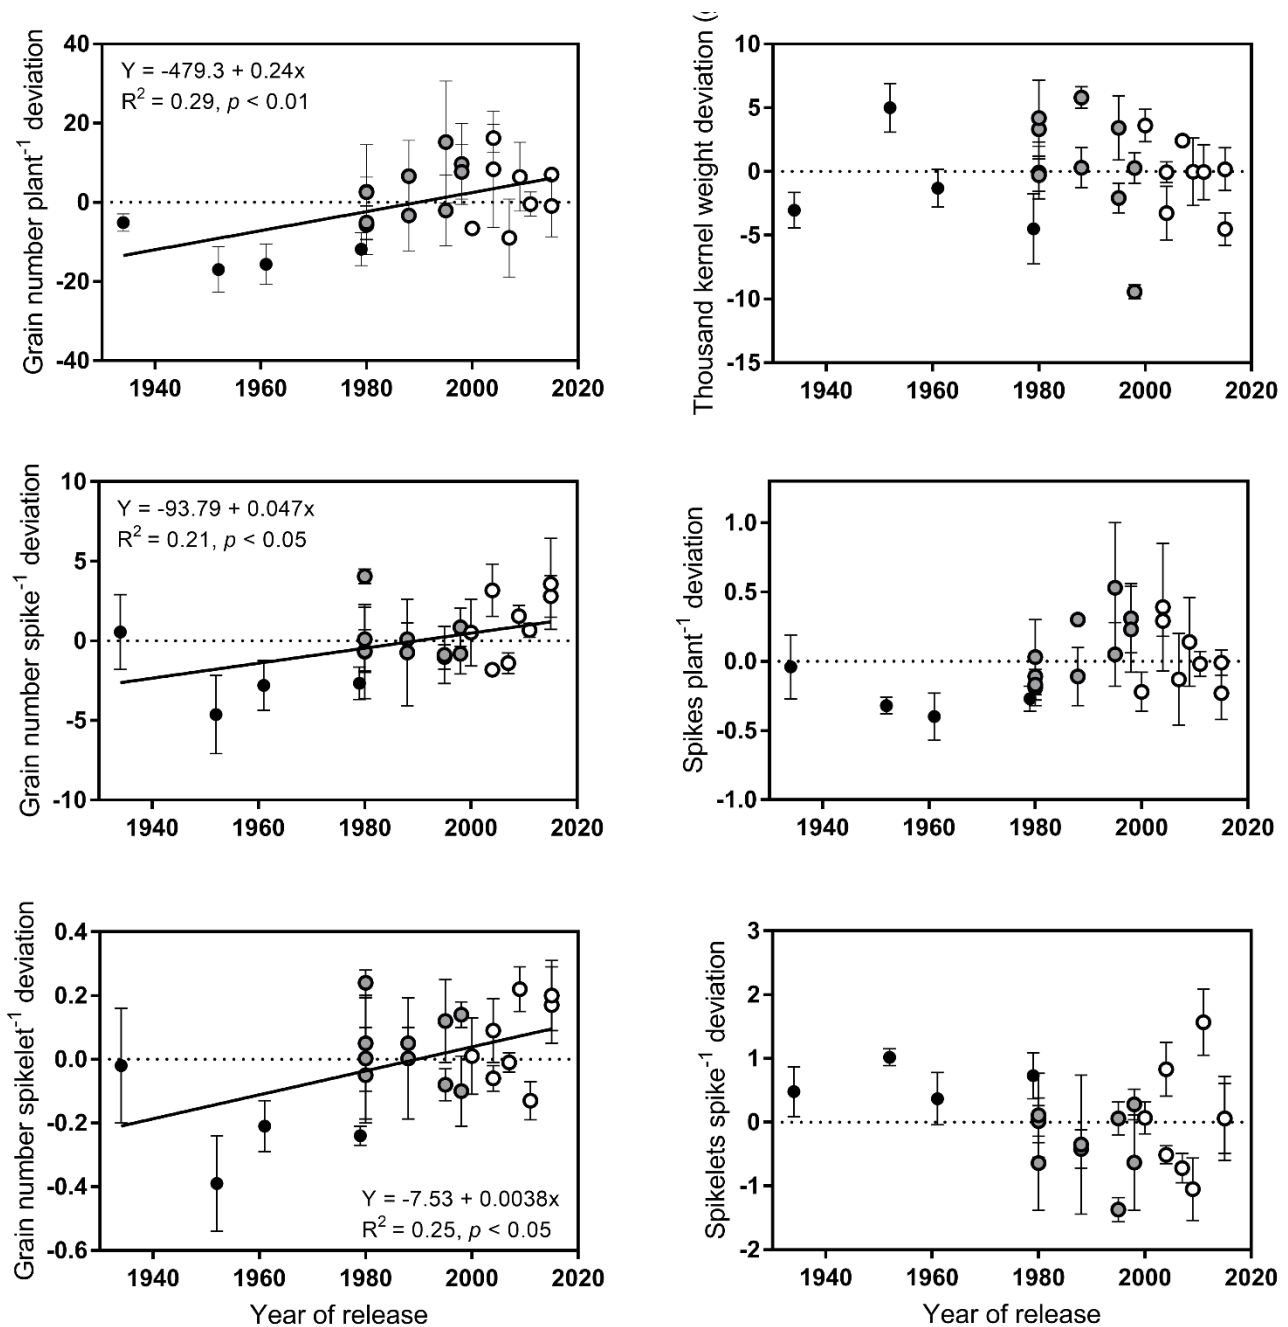 Grain number plant⁻¹ deviation
40
20
0
-20
-40
Y = -479.3 + 0.24x
R² = 0.29, p < 0.01
1940 1960 1980 2000 2020
Thousand kernel weight deviation (
10
5
0
-5
-10
-15
1940 1960 1980 2000 2020
Grain number spike⁻¹ deviation
10
5
0
-5
-10
Y = -93.79 + 0.047x
R² = 0.21, p < 0.05
1940 1960 1980 2000 2020
Spikes plant⁻¹ deviation
1.0
0.5
0.0
-0.5
-1.0
1940 1960 1980 2000 2020
Grain number spikelet⁻¹ deviation
0.4
0.2
0.0
-0.2
-0.4
-0.6
Y = -7.53 + 0.0038x
R² = 0.25, p < 0.05
1940 1960 1980 2000 2020
Year of release
Spikelets spike⁻¹ deviation
3
2
1
0
-1
-2
1940 1960 1980 2000 2020
Year of release